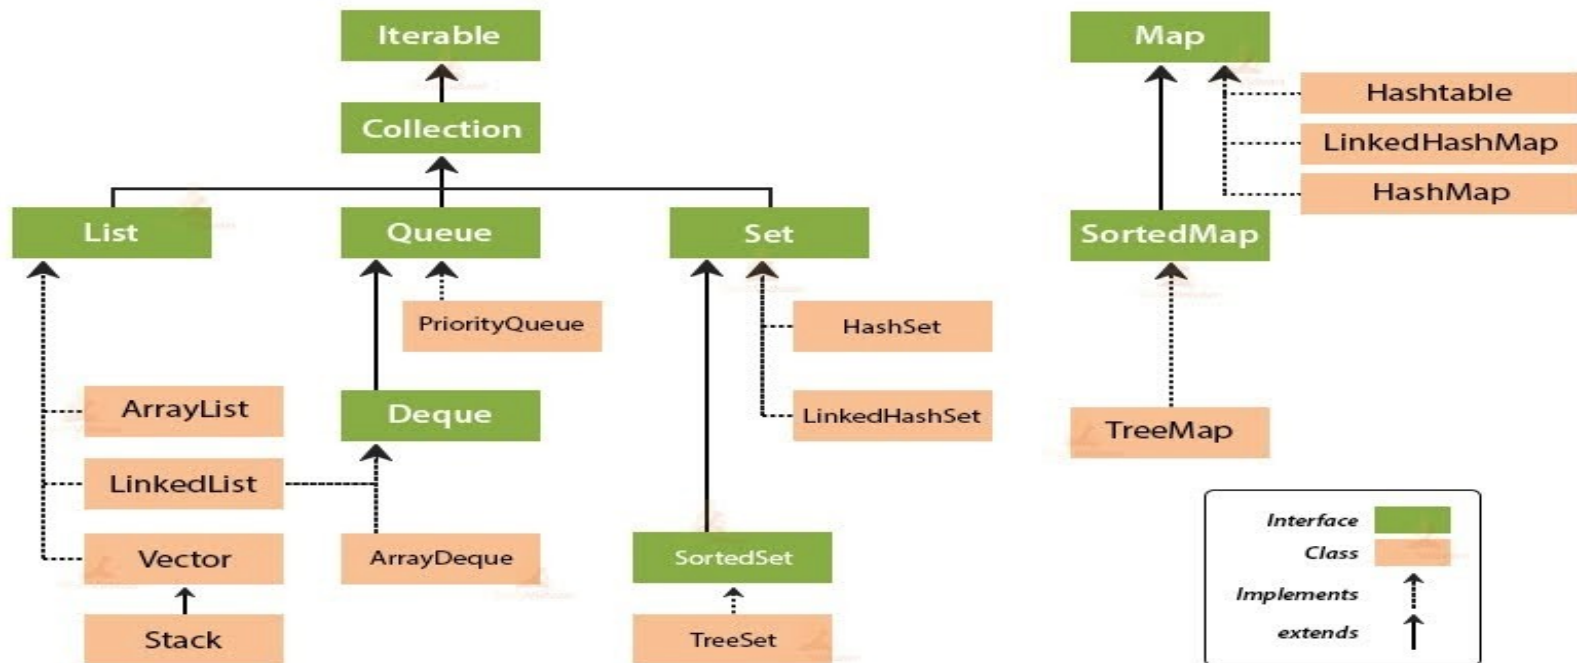 Iterable
Map
Hashtable
Collection
LinkedHashMap
HashMap
List
Queue
Set
SortedMap
PriorityQueue
HashSet
ArrayList
Deque
LinkedHashSet
TreeMap
LinkedList
Interface
Vector
ArrayDeque
SortedSet
Class
Implements
Stack
TreeSet
extends